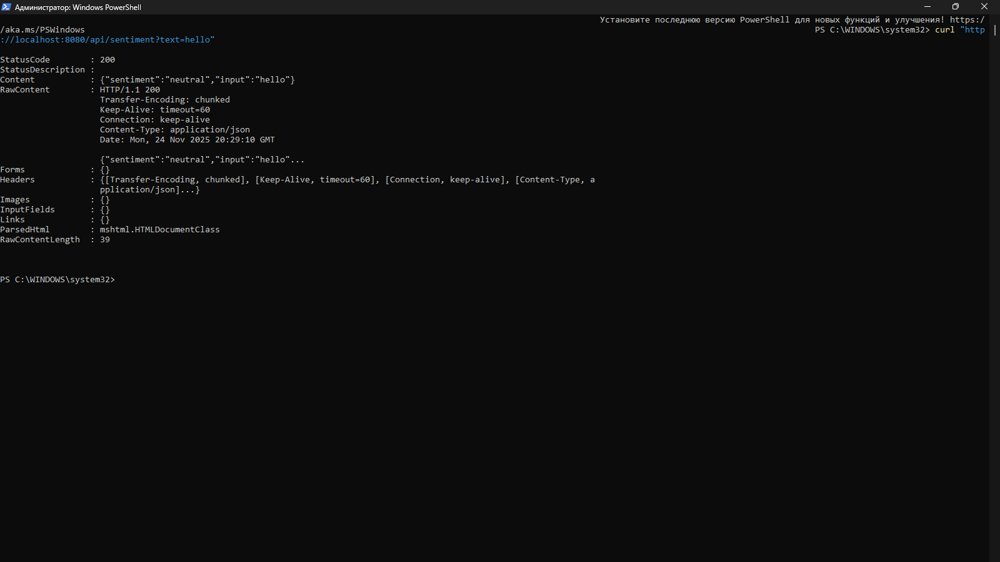 Администратор: Windows PowerShell
Установите последнюю версию PowerShell для новых функций и улучшения! https:/
/aka.ms/PSWindows
PS C:\WINDOWS\system32> curl "http
://localhost:8080/api/sentiment?text=hello"
StatusCode : 200
StatusDescription :
Content : {"sentiment":"neutral","input":"hello"}
RawContent : HTTP/1.1 200
Transfer-Encoding: chunked
Keep-Alive: timeout=60
Connection: keep-alive
Content-Type: application/json
Date: Mon, 24 Nov 2025 20:29:10 GMT
{"sentiment":"neutral","input":"hello"...
Forms : {}
Headers : {[Transfer-Encoding, chunked], [Keep-Alive, timeout=60], [Connection, keep-alive], [Content-Type, a
pplication/json]...}
Images : {}
InputFields : {}
Links : {}
ParsedHtml : mshtml.HTMLDocumentClass
RawContentLength : 39
PS C:\WINDOWS\system32>